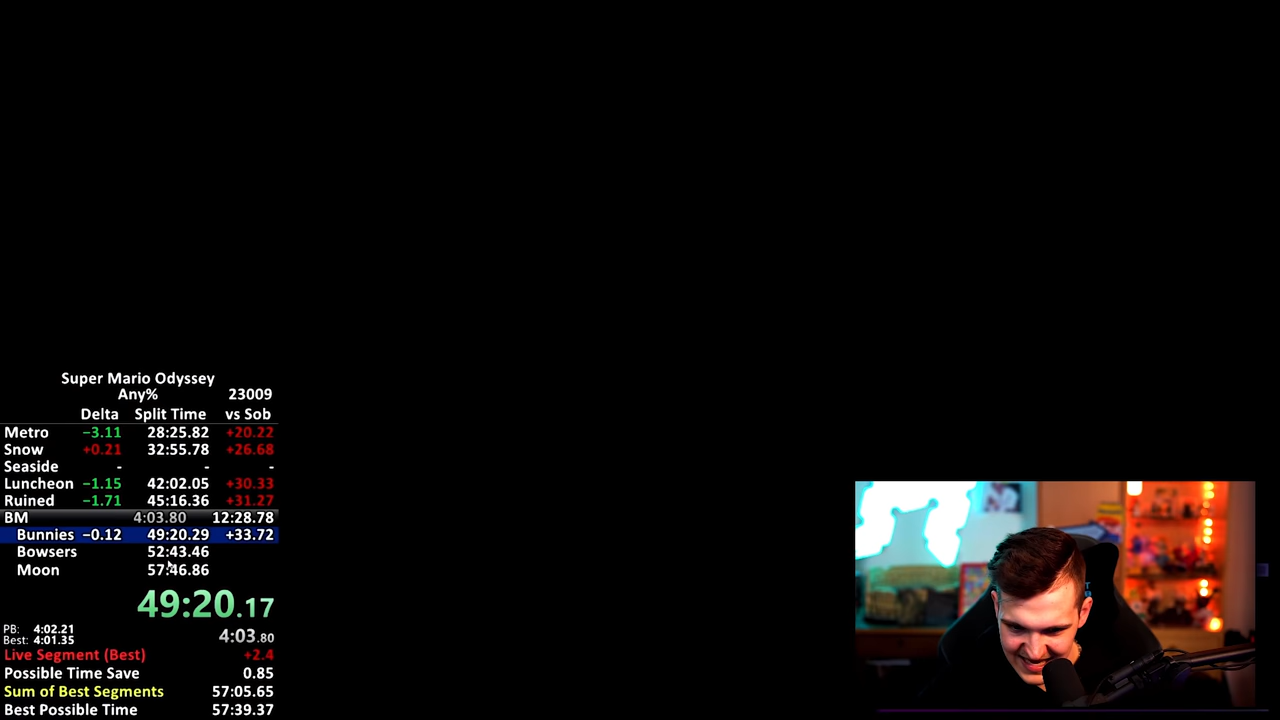 Super Mario Odyssey
Any% 23009
Delta Split Time vs Sob
Metro −3.11 28:25.82 +20.22
Snow +0.21 32:55.78 +26.68
Seaside - - -
Luncheon −1.15 42:02.05 +30.33
Ruined −1.71 45:16.36 +31.27
BM 4:03.80 12:28.78
Bunnies −0.12 49:20.29 +33.72
Bowsers 52:43.46
Moon 57:46.86
49:20.17
PB: 4:02.21
Best: 4:01.35
4:03.80
Live Segment (Best) +2.4
Possible Time Save 0.85
Sum of Best Segments 57:05.65
Best Possible Time 57:39.37